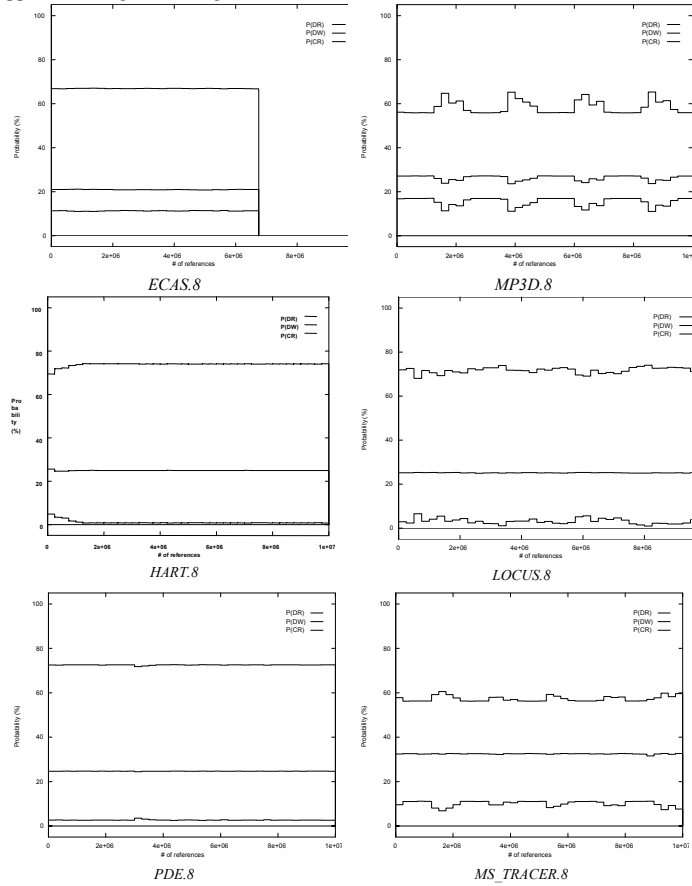 100
80
60
40
20
0
Probability (%)
P(DR)
P(DW)
P(CR)
0 2e+06 4e+06 6e+06 8e+06
# of references
ECAS.8
100
80
60
40
20
0
Probability (%)
P(DR)
P(DW)
P(CR)
0 2e+06 4e+06 6e+06 8e+06
# of references
MP3D.8
100
80
60
40
20
0
Pro
ba
bili
ty
(%)
P(DR)
P(DW)
P(CR)
0 2e+06 4e+06 6e+06 8e+06 1e+07
# of references
HART.8
100
80
60
40
20
0
Probability (%)
P(DR)
P(DW)
P(CR)
0 2e+06 4e+06 6e+06 8e+06
# of references
LOCUS.8
100
80
60
40
20
0
Probability (%)
P(DR)
P(DW)
P(CR)
0 2e+06 4e+06 6e+06 8e+06 1e+07
# of references
PDE.8
100
80
60
40
20
0
Probability (%)
P(DR)
P(DW)
P(CR)
0 2e+06 4e+06 6e+06 8e+06 1e+07
# of references
MS_TRACER.8